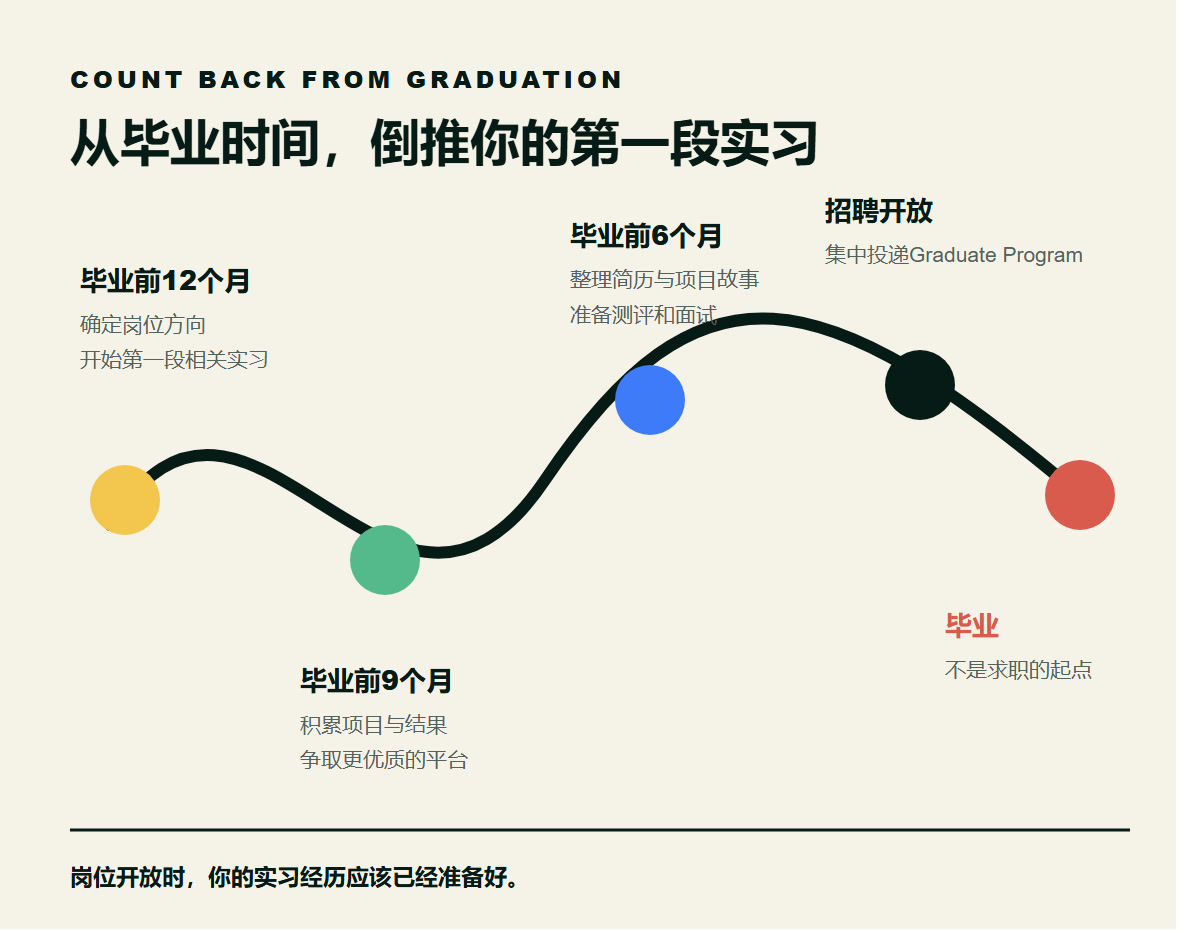 COUNT BACK FROM GRADUATION
从毕业时间，倒推你的第一段实习
毕业前12个月
确定岗位方向
开始第一段相关实习
毕业前9个月
积累项目与结果
争取更优质的平台
毕业前6个月
整理简历与项目故事
准备测评和面试
招聘开放
集中投递Graduate Program
毕业
不是求职的起点
岗位开放时，你的实习经历应该已经准备好。